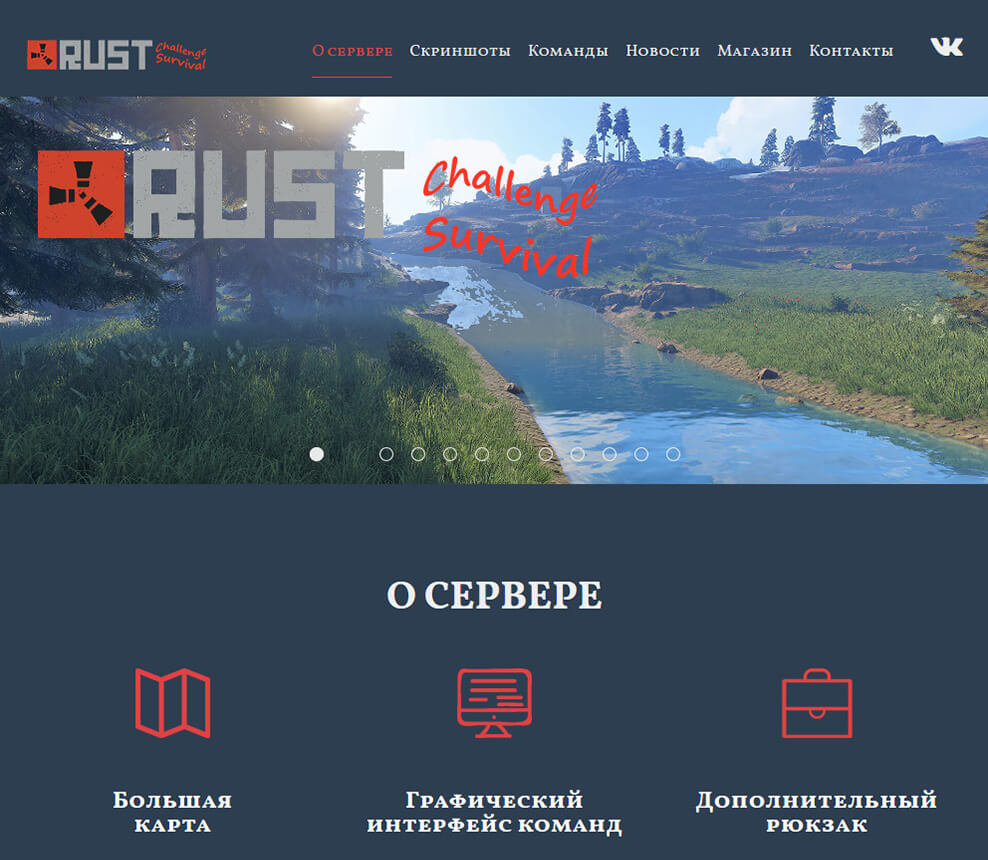 RUST Challenge Survival
О сервере Скриншоты Команды Новости Магазин Контакты
RUST Challenge
Survival
О СЕРВЕРЕ
Большая
карта
Графический
интерфейс команд
Дополнительный
рюкзак